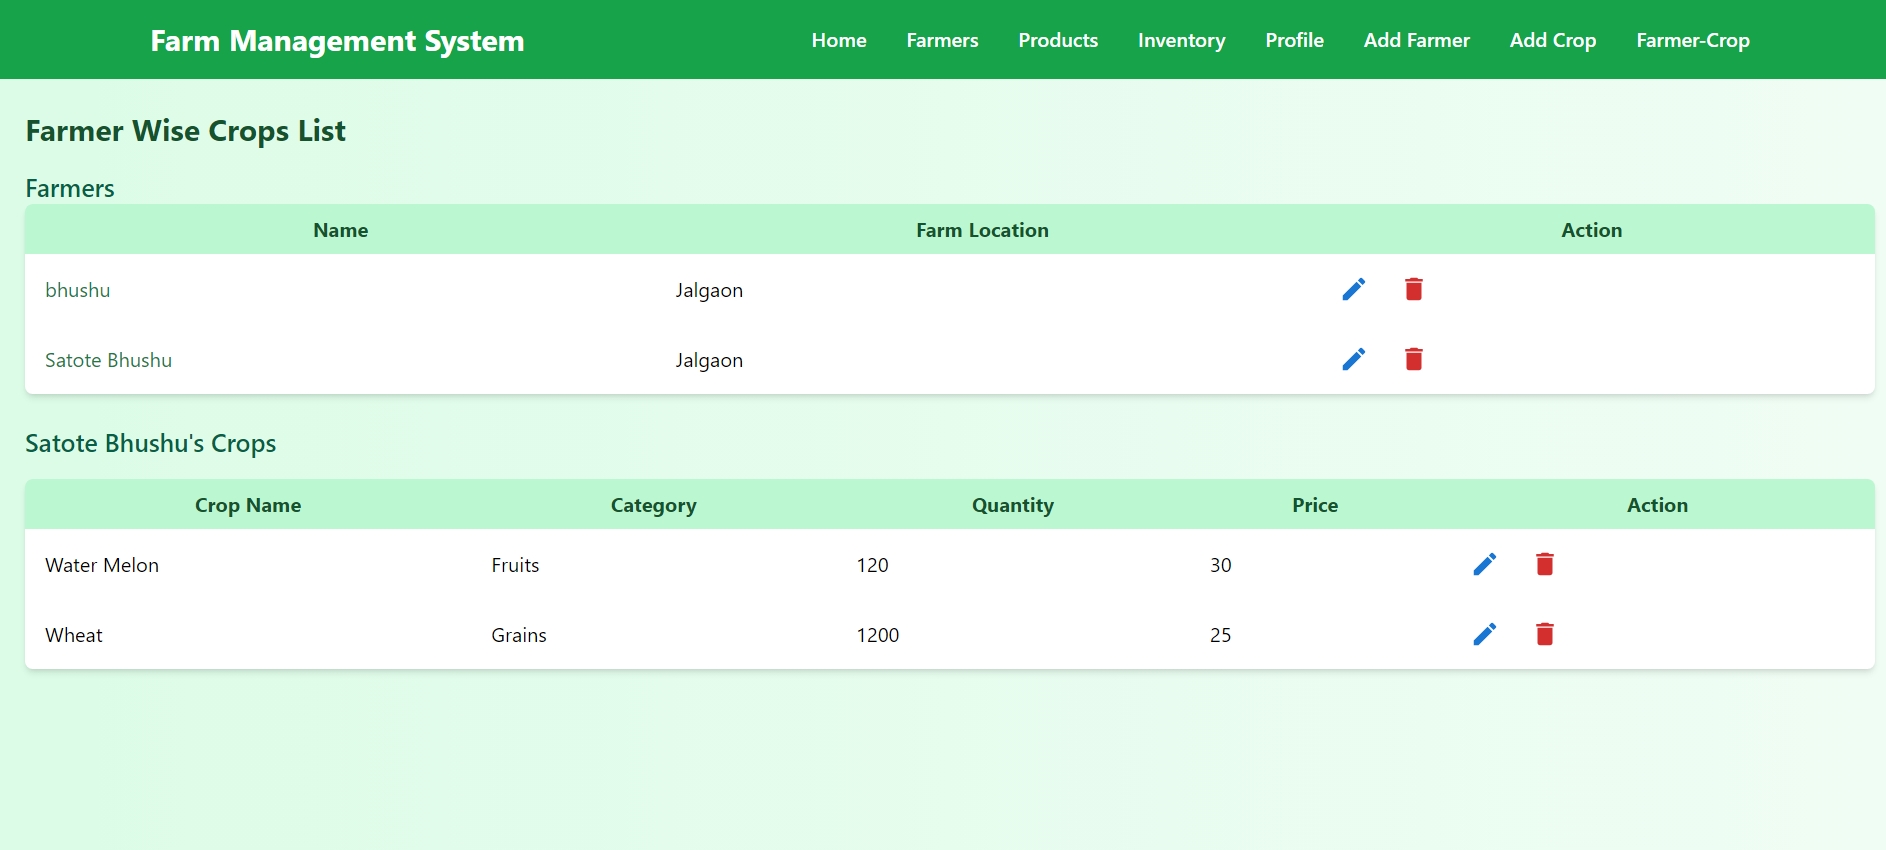 Farm Management System Home Farmers Products Inventory Profile Add Farmer Add Crop Farmer-Crop
Farmer Wise Crops List
Farmers
Name Farm Location Action
bhushu Jalgaon
Satote Bhushu Jalgaon
Satote Bhushu's Crops
Crop Name Category Quantity Price Action
Water Melon Fruits 120 30
Wheat Grains 1200 25